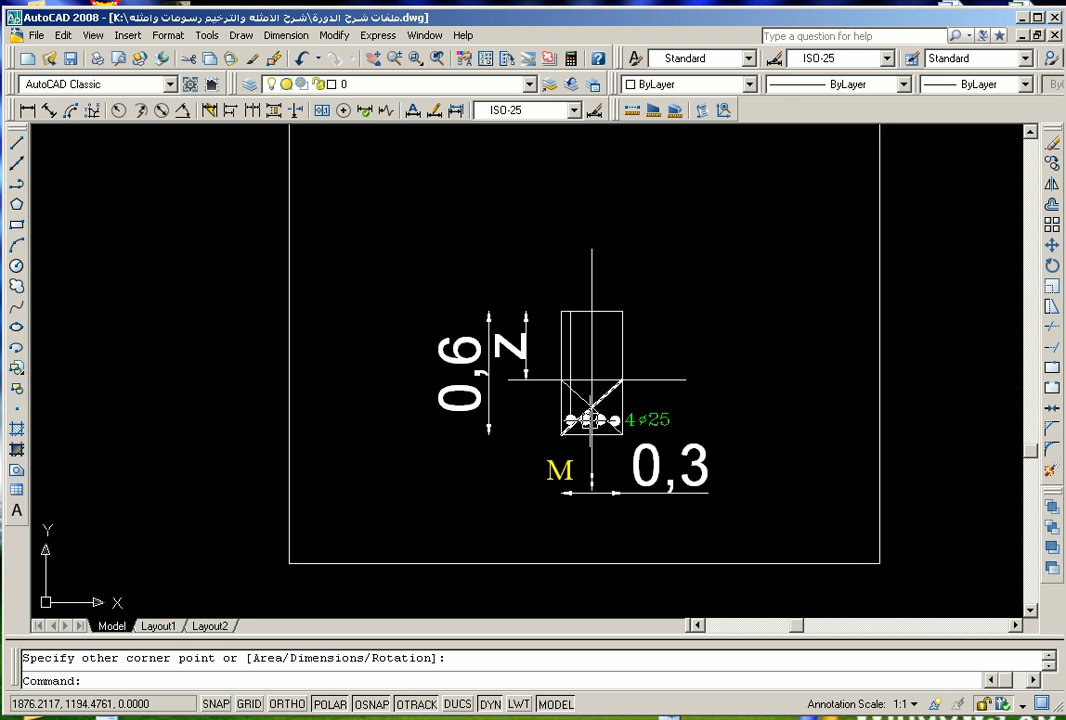 AutoCAD 2008 - [K:\ملفات شرح الدورة\شرح الامثله والترخيم رسومات وامثله.dwg]
File Edit View Insert Format Tools Draw Dimension Modify Express Window Help
Type a question for help
Standard ISO-25 Standard
AutoCAD Classic 0 ByLayer ByLayer ByLayer
ISO-25
0,6
Z
4ø25
M
0,3
Y
X
Model Layout1 Layout2
Specify other corner point or [Area/Dimensions/Rotation]:
Command:
1876.2117, 1194.4761, 0.0000 SNAP GRID ORTHO POLAR OSNAP OTRACK DUCS DYN LWT MODEL Annotation Scale: 1:1